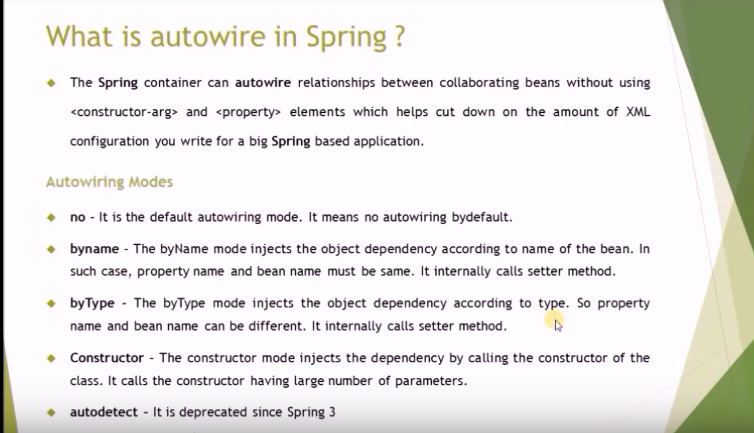 What is autowire in Spring ?
The Spring container can autowire relationships between collaborating beans without using
<constructor-arg> and <property> elements which helps cut down on the amount of XML
configuration you write for a big Spring based application.
Autowiring Modes
no - It is the default autowiring mode. It means no autowiring bydefault.
byname - The byName mode injects the object dependency according to name of the bean. In
such case, property name and bean name must be same. It internally calls setter method.
byType - The byType mode injects the object dependency according to type. So property
name and bean name can be different. It internally calls setter method.
Constructor - The constructor mode injects the dependency by calling the constructor of the
class. It calls the constructor having large number of parameters.
autodetect – It is deprecated since Spring 3